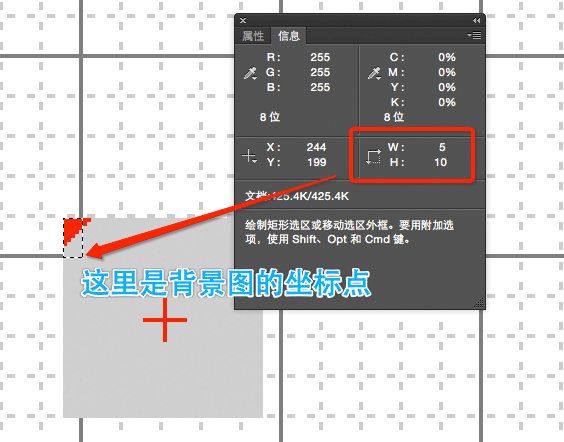 属性 信息
R: 255 C: 0%
G: 255 M: 0%
B: 255 Y: 0%
K: 0%
8 位 8 位
X: 244 W: 5
Y: 199 H: 10
文档:425.4K/425.4K
绘制矩形选区或移动选区外框。要用附加选
项，使用 Shift、Opt 和 Cmd 键。
这里是背景图的坐标点